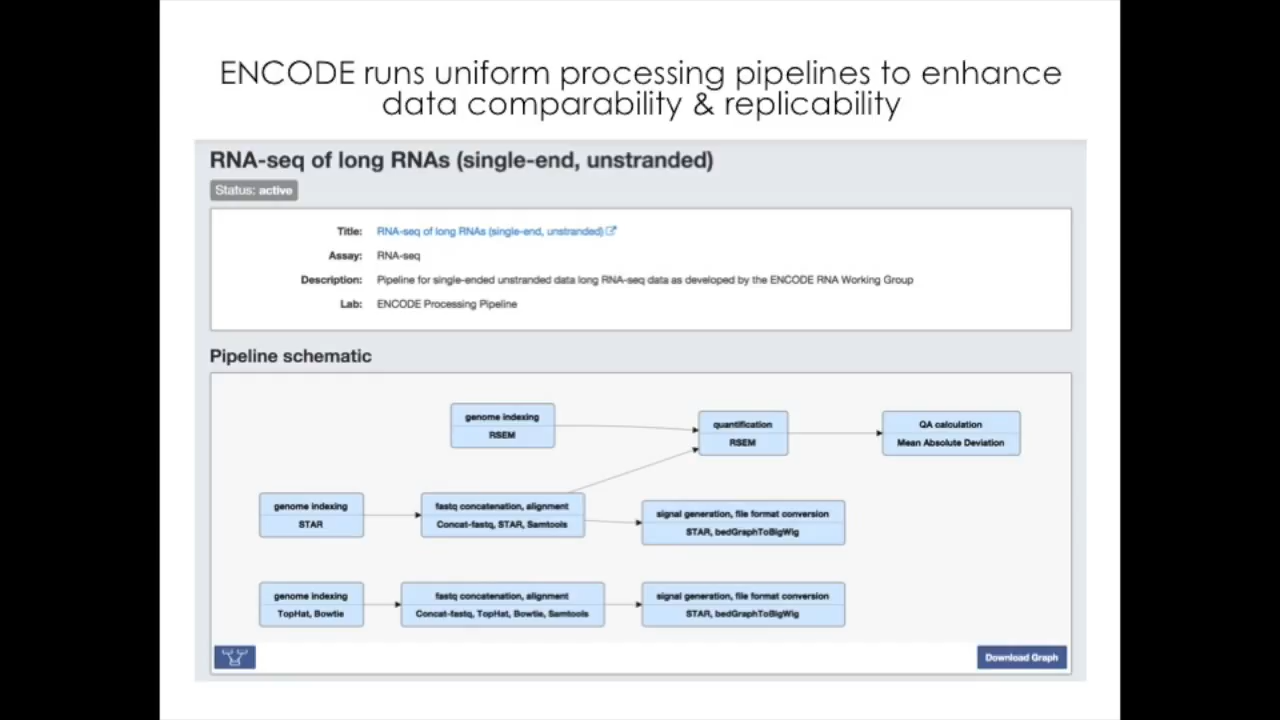 ENCODE runs uniform processing pipelines to enhance
data comparability & replicability
RNA-seq of long RNAs (single-end, unstranded)
Status: active
Title: RNA-seq of long RNAs (single-end, unstranded)
Assay: RNA-seq
Description: Pipeline for single-ended unstranded data long RNA-seq data as developed by the ENCODE RNA Working Group
Lab: ENCODE Processing Pipeline
Pipeline schematic
genome indexing
RSEM
quantification
RSEM
QA calculation
Mean Absolute Deviation
genome indexing
STAR
fastq concatenation, alignment
Concat-fastq, STAR, Samtools
signal generation, file format conversion
STAR, bedGraphToBigWig
genome indexing
TopHat, Bowtie
fastq concatenation, alignment
Concat-fastq, TopHat, Bowtie, Samtools
signal generation, file format conversion
STAR, bedGraphToBigWig
Download Graph